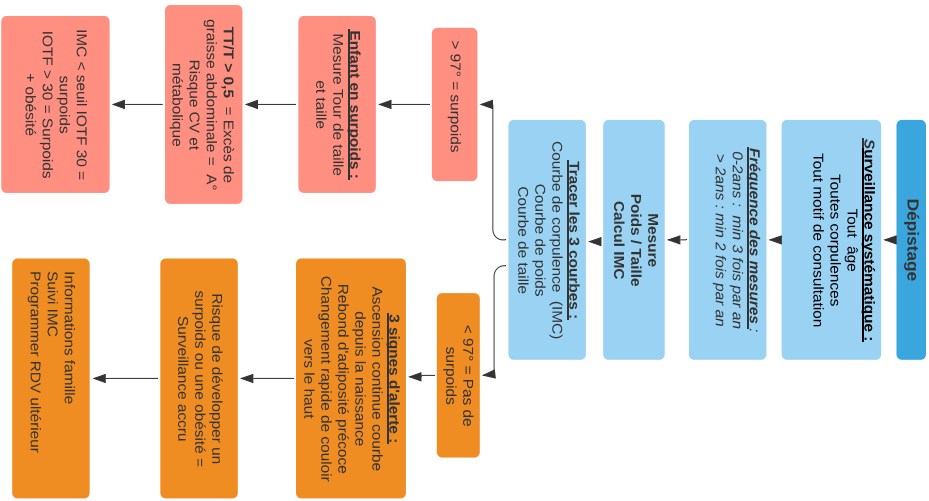 Dépistage
Surveillance systématique :
Tout  âge
Toutes corpulences
Tout motif de consultation
Fréquence des mesures :
0-2ans :  min 3 fois par an
> 2ans : min 2 fois par an
Mesure
Poids / Taille
Calcul IMC
Tracer les 3 courbes :
Courbe de corpulence  (IMC)
Courbe de poids
Courbe de taille
> 97° = surpoids
Enfant en surpoids :
Mesure Tour de taille
et taille
TT/T > 0,5  = Excès de
graisse abdominale = A°
Risque CV et
métabolique
IMC < seuil IOTF 30 =
surpoids
IOTF > 30 = Surpoids
+ obésité
< 97° = Pas de
surpoids
3 signes d'alerte :
Ascension continue courbe
depuis la naissance
Rebond d'adiposité précoce
Changement rapide de couloir
vers le haut
Risque de développer un
surpoids ou une obésité =
Surveillance accru
Informations famille
Suivi IMC
Programmer RDV ultérieur